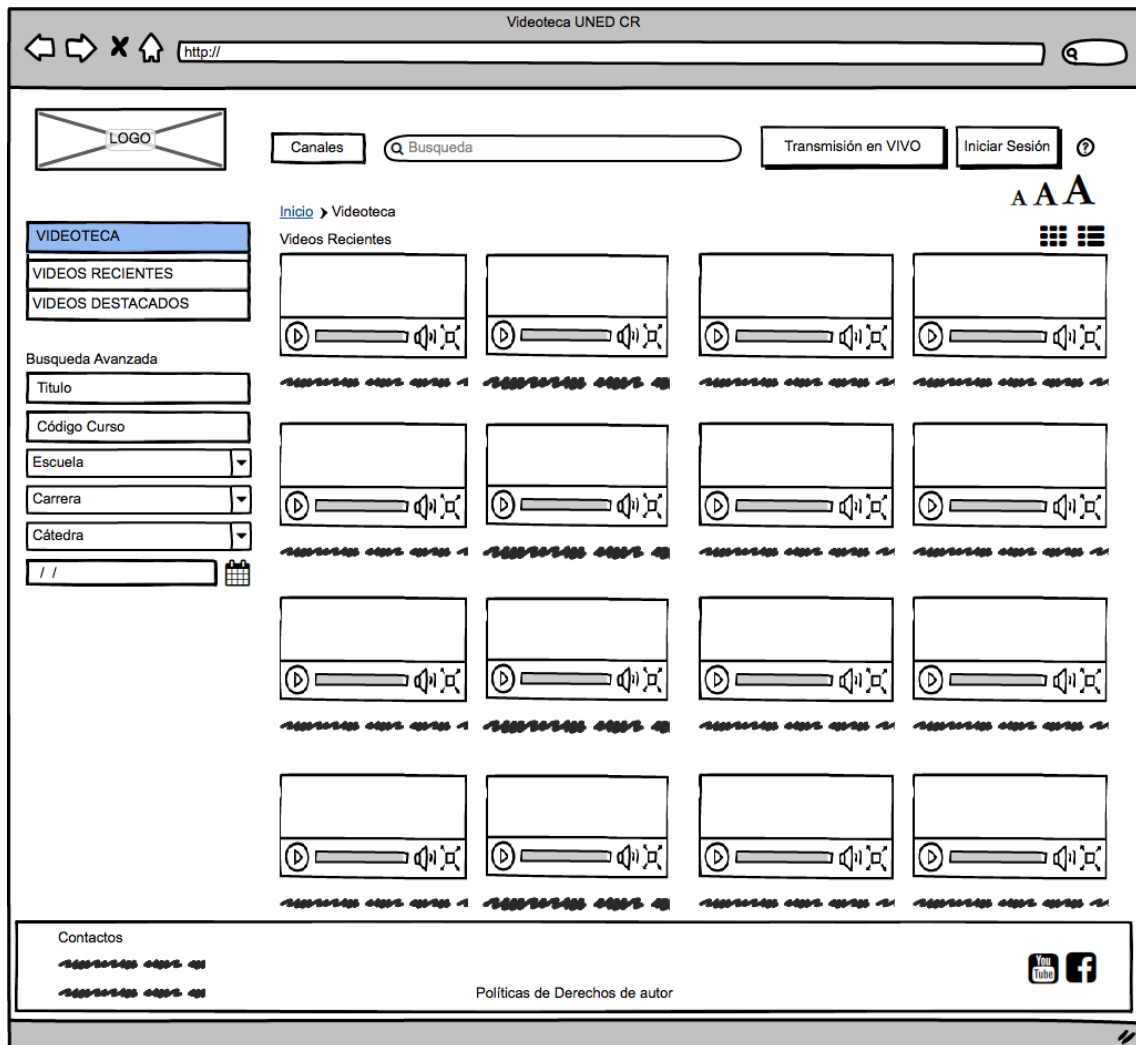 Videoteca UNED CR
http://
LOGO
Canales
Busqueda
Transmisión en VIVO
Iniciar Sesión
?
A A A
Inicio > Videoteca
VIDEOTECA
Videos Recientes
VIDEOS RECIENTES
VIDEOS DESTACADOS
Busqueda Avanzada
Titulo
Código Curso
Escuela
Carrera
Cátedra
/ /
Contactos
You
Tube
f
Políticas de Derechos de autor